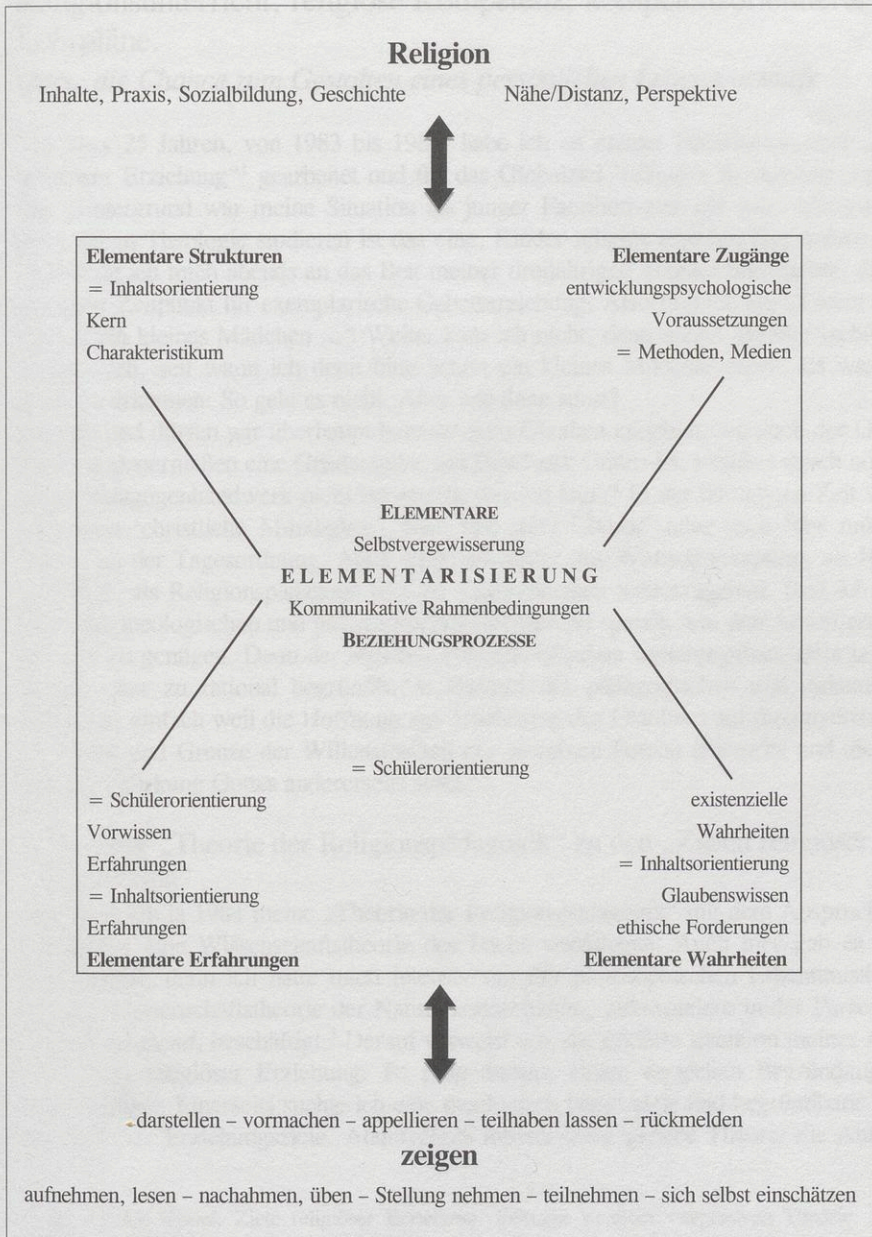 Religion
Inhalte, Praxis, Sozialbildung, Geschichte Nähe/Distanz, Perspektive
Elementare Strukturen
= Inhaltsorientierung
Kern
Charakteristikum
Elementare Zugänge
entwicklungspsychologische
Voraussetzungen
= Methoden, Medien
ELEMENTARE
Selbstvergewisserung
ELEMENTARISIERUNG
Kommunikative Rahmenbedingungen
BEZIEHUNGSPROZESSE
= Schülerorientierung
= Schülerorientierung
Vorwissen
Erfahrungen
= Inhaltsorientierung
Erfahrungen
Elementare Erfahrungen
existenzielle
Wahrheiten
= Inhaltsorientierung
Glaubenswissen
ethische Forderungen
Elementare Wahrheiten
darstellen – vormachen – appellieren – teilhaben lassen – rückmelden
zeigen
aufnehmen, lesen – nachahmen, üben – Stellung nehmen – teilnehmen – sich selbst einschätzen